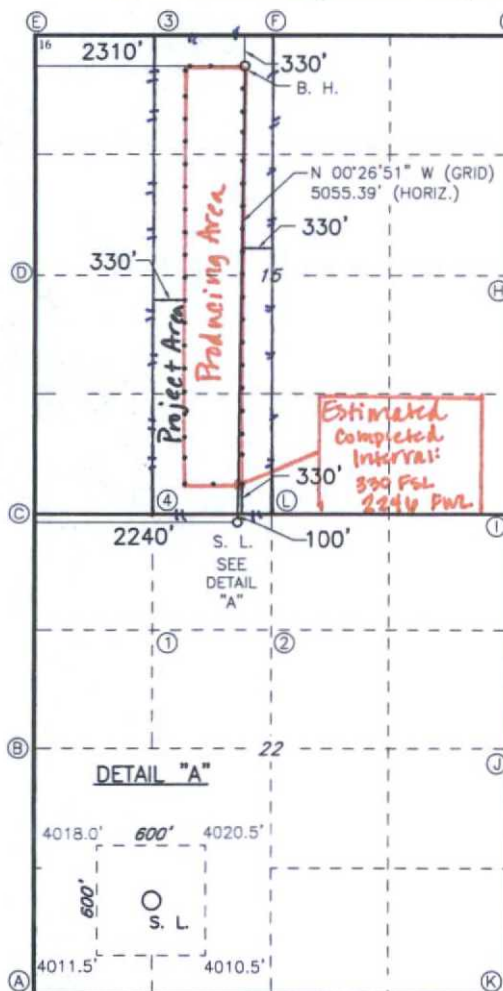 E 3 F
16
2310' 330'
B. H.
N 00°26'51" W (GRID)
5055.39' (HORIZ.)
330'
D 330' 15 H
Project Area
Producing Area
Estimated
Completed
Interval:
330 FSL
2246 FWL
330'
C 4 L I
2240' 100'
S. L.
SEE
DETAIL
"A"
1 2
B 22 J
DETAIL "A"
4018.0' 600' 4020.5'
600'
S. L.
4011.5' 4010.5'
A K